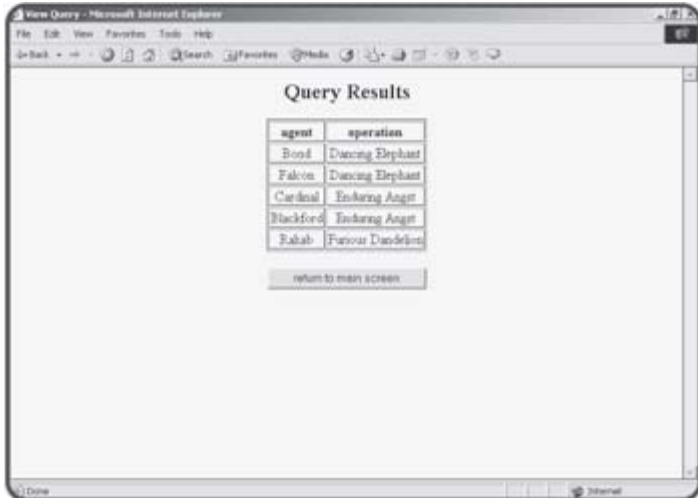 View Query - Microsoft Internet Explorer
File Edit View Favorites Tools Help
Back Search Favorites Media
Query Results
agent operation
Bond Dancing Elephant
Falcon Dancing Elephant
Cardinal Enduring Angst
Blackford Enduring Angst
Rahab Furious Dandelion
return to main screen
Done Internet